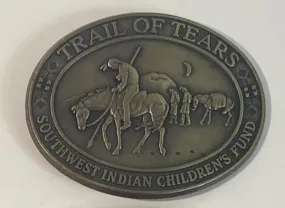 TRAIL OF TEARS
SOUTHWEST INDIAN CHILDREN'S FUND